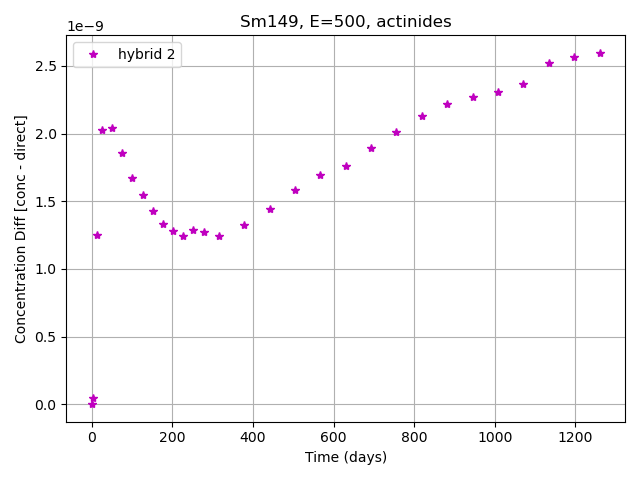 Sm149, E=500, actinides
1e−9
hybrid 2
Concentration Diff [conc - direct]
2.5
2.0
1.5
1.0
0.5
0.0
0 200 400 600 800 1000 1200
Time (days)